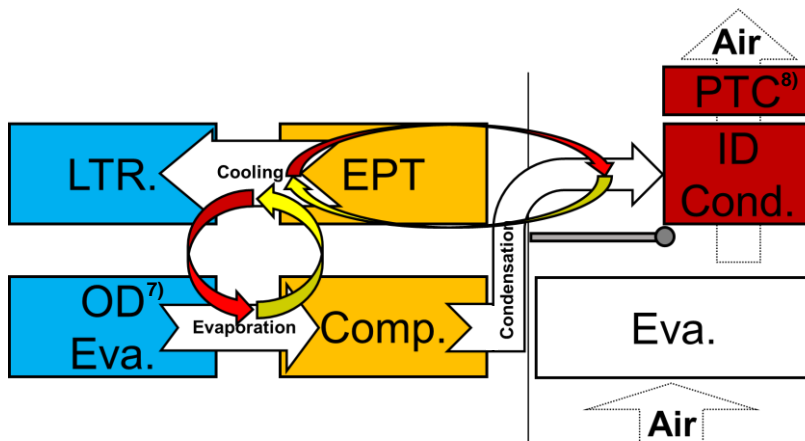 Air
PTC8)
LTR.
Cooling
EPT
ID
Cond.
Condensation
OD7)
Eva.
Evaporation
Comp.
Eva.
Air